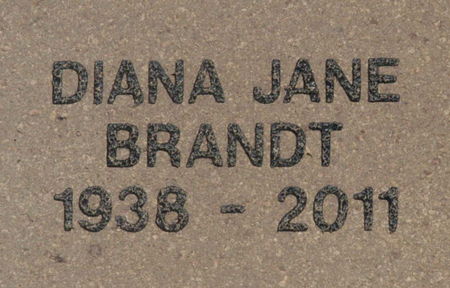 DIANA JANE
BRANDT
1938 - 2011